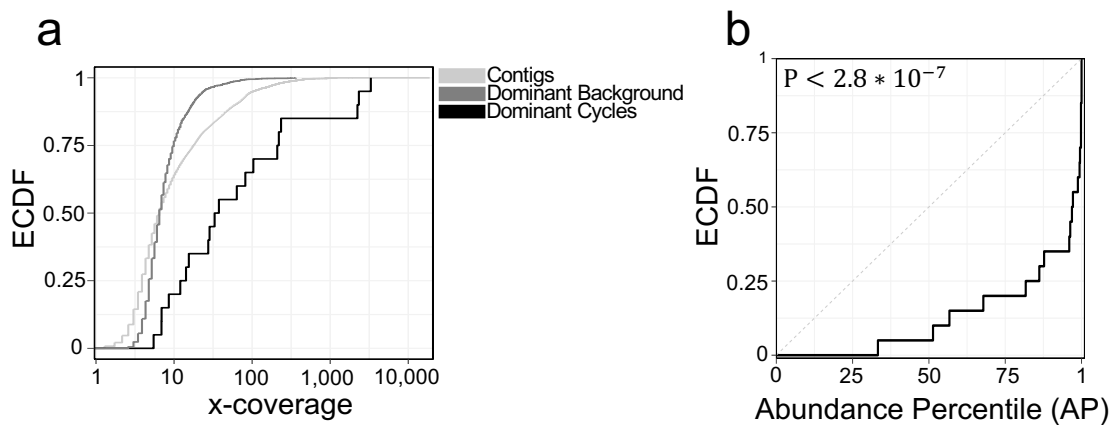 a
ECDF
1
0.75
0.50
0.25
0
1
10
100
1,000
10,000
x-coverage
Contigs
Dominant Background
Dominant Cycles
b
P < 2.8 * 10⁻⁷
ECDF
1
0.75
0.50
0.25
0
0
25
50
75
1
Abundance Percentile (AP)